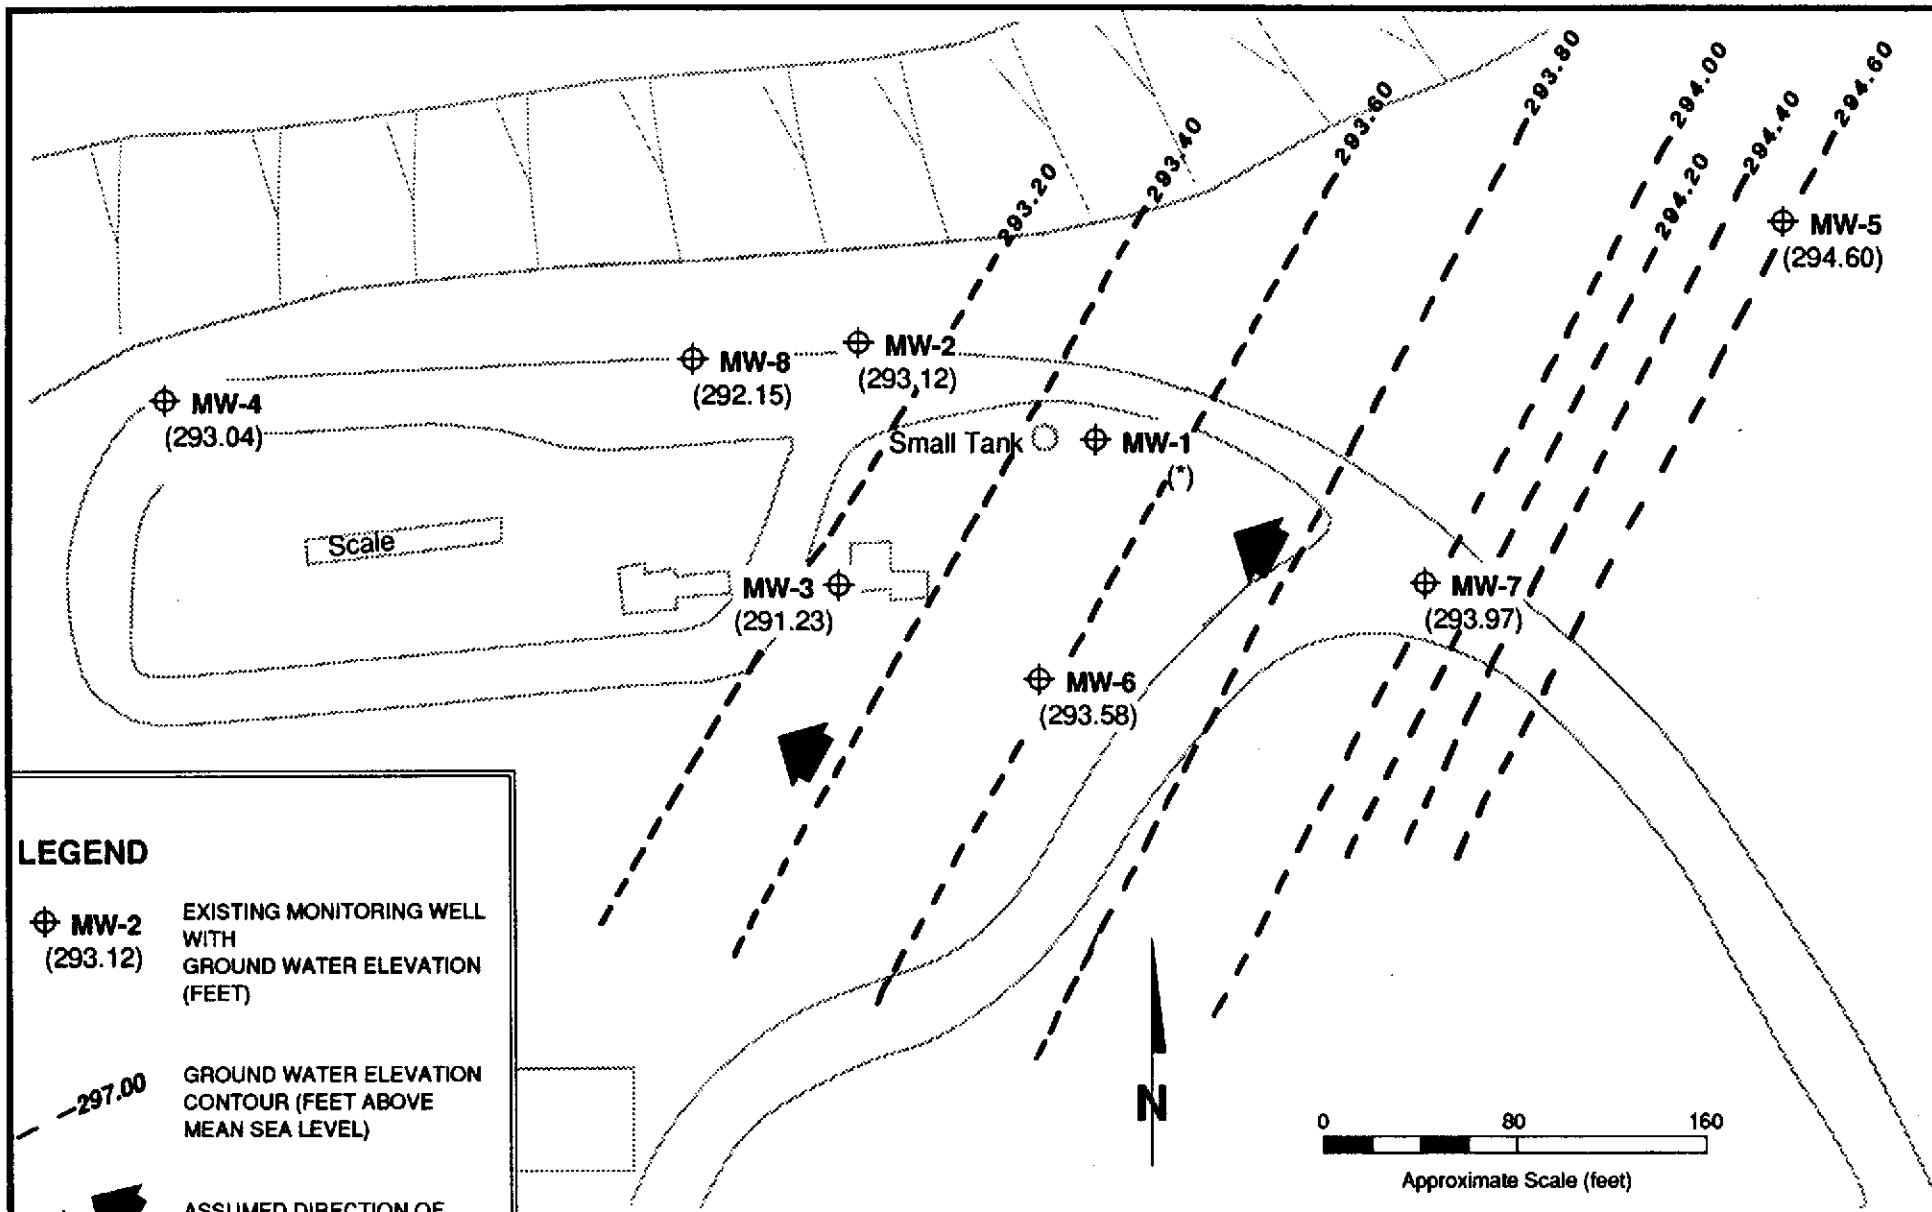 293.80
294.00
294.60
293.60
294.40
293.40
294.20
293.20
MW-5
(294.60)
MW-2
(293.12)
MW-8
(292.15)
MW-4
(293.04)
Small Tank
MW-1
(*)
Scale
MW-3
(291.23)
MW-7
(293.97)
MW-6
(293.58)
LEGEND
MW-2
(293.12)
EXISTING MONITORING WELL
WITH
GROUND WATER ELEVATION
(FEET)
297.00
GROUND WATER ELEVATION
CONTOUR (FEET ABOVE
MEAN SEA LEVEL)
ASSUMED DIRECTION OF
N
0 80 160
Approximate Scale (feet)